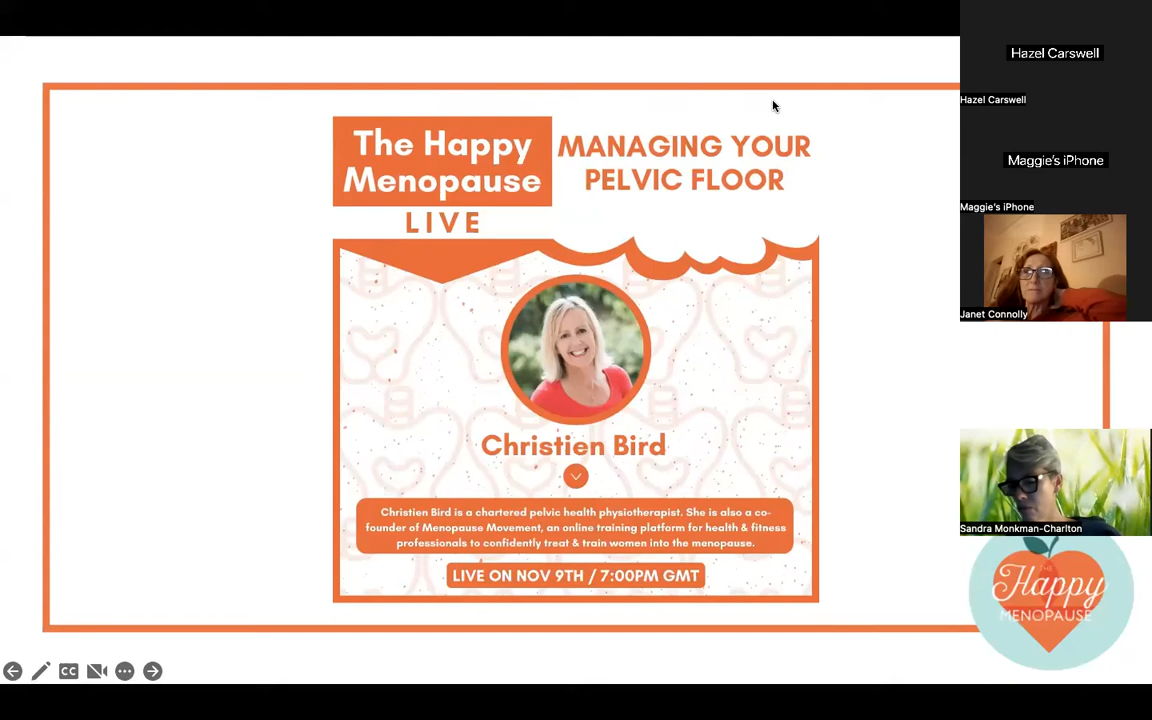 The Happy
Menopause
LIVE
MANAGING YOUR
PELVIC FLOOR
Christien Bird
Christien Bird is a chartered pelvic health physiotherapist. She is also a co-
founder of Menopause Movement, an online training platform for health & fitness
professionals to confidently treat & train women into the menopause.
LIVE ON NOV 9TH / 7:00PM GMT
Hazel Carswell
Hazel Carswell
Maggie's iPhone
Maggie's iPhone
Janet Connolly
Sandra Monkman-Charlton
THE
Happy
MENOPAUSE
CC